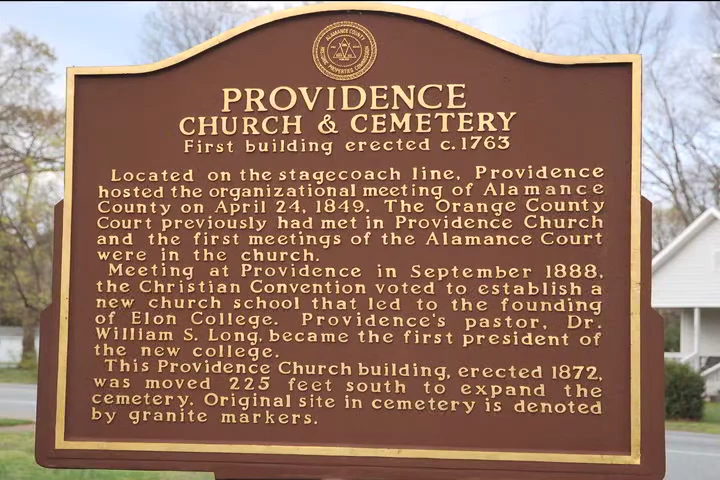 ALAMANCE COUNTY
HISTORIC PROPERTIES COMMISSION
PROVIDENCE
CHURCH & CEMETERY
First building erected c.1763
Located on the stagecoach line, Providence
hosted the organizational meeting of Alamance
County on April 24, 1849. The Orange County
Court previously had met in Providence Church
and the first meetings of the Alamance Court
were in the church.
Meeting at Providence in September 1888,
the Christian Convention voted to establish a
new church school that led to the founding
of Elon College. Providence's pastor, Dr.
William S. Long, became the first president of
the new college.
This Providence Church building, erected 1872,
was moved 225 feet south to expand the
cemetery. Original site in cemetery is denoted
by granite markers.